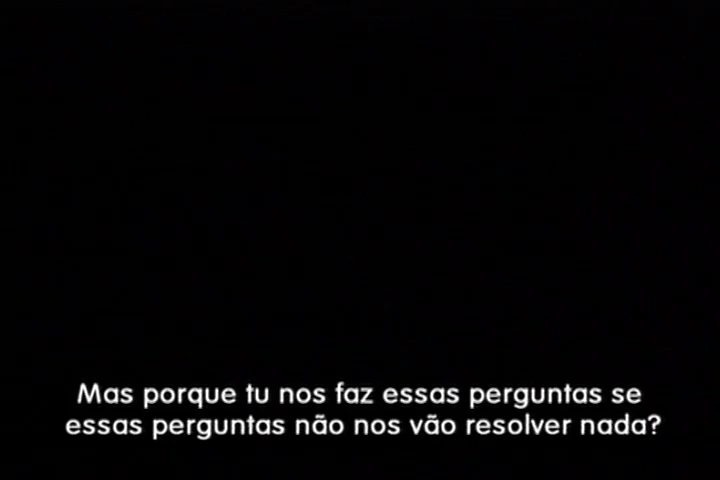 Mas porque tu nos faz essas perguntas se
essas perguntas não nos vão resolver nada?